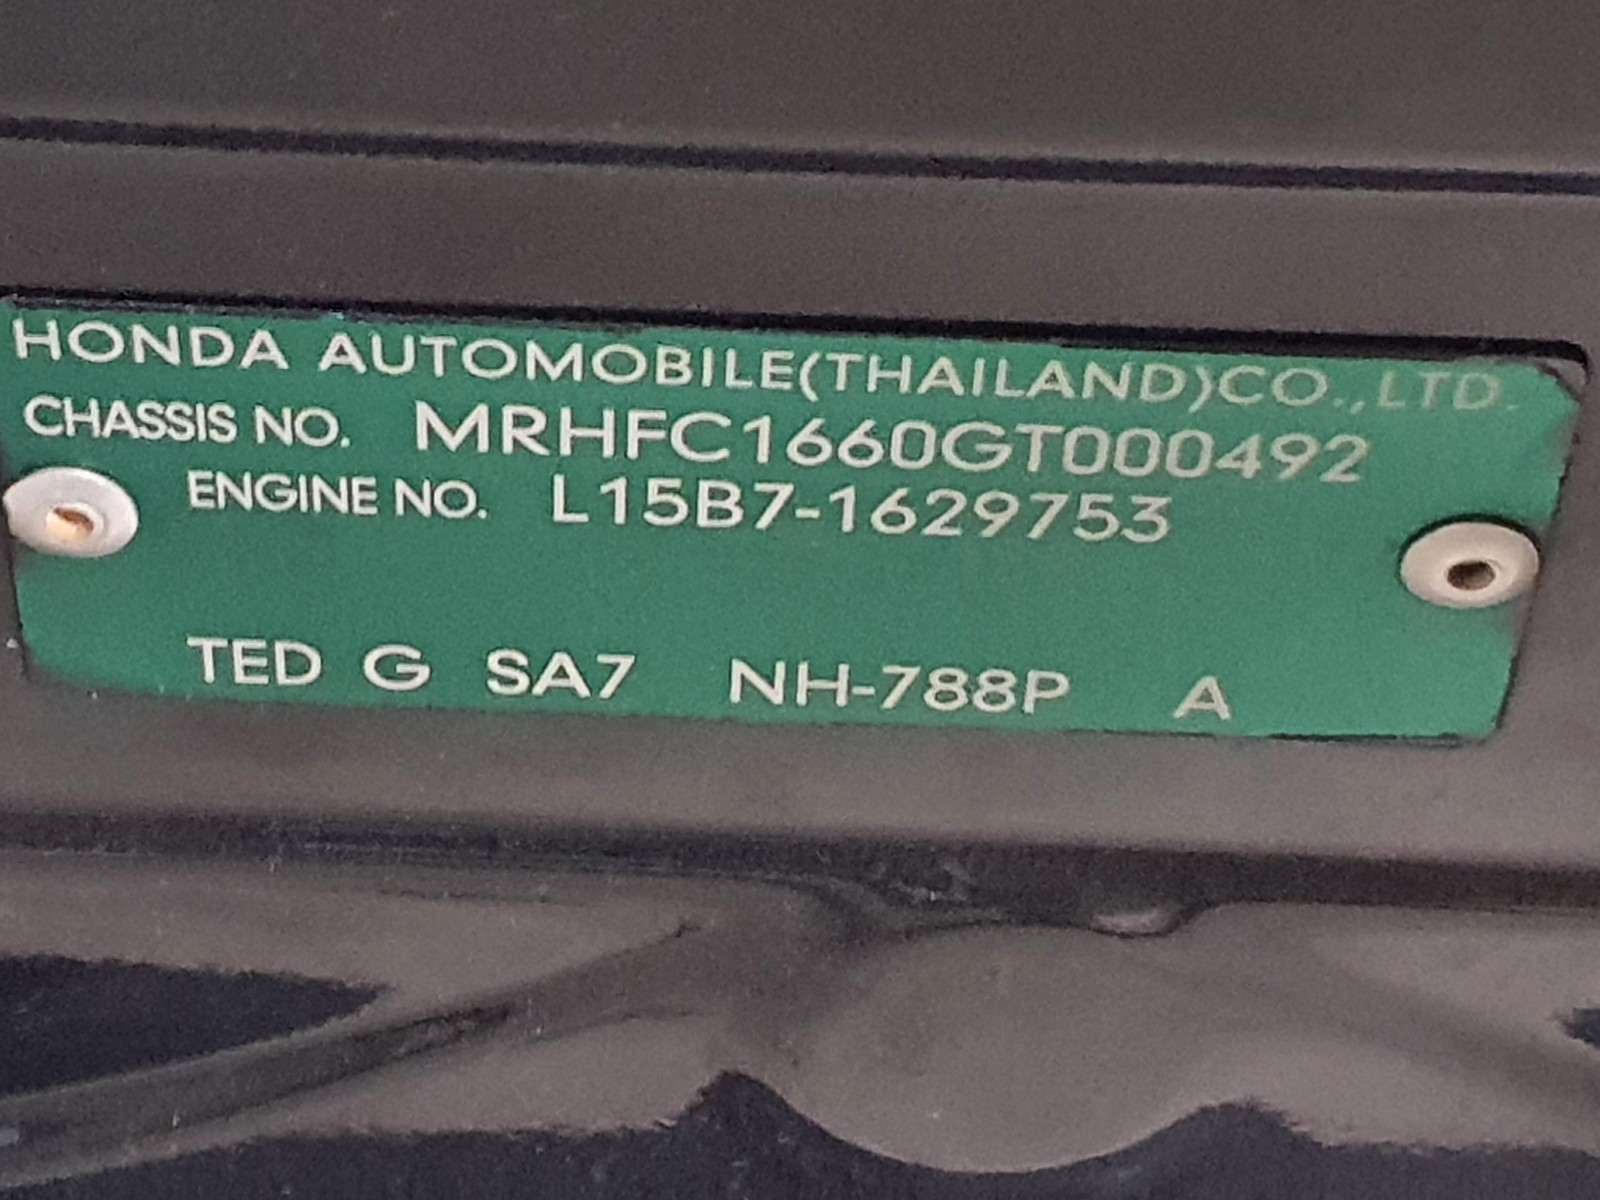 HONDA AUTOMOBILE(THAILAND)CO.,LTD.
CHASSIS NO. MRHFC1660GT000492
ENGINE NO. L15B7-1629753
TED G SA7 NH-788P A